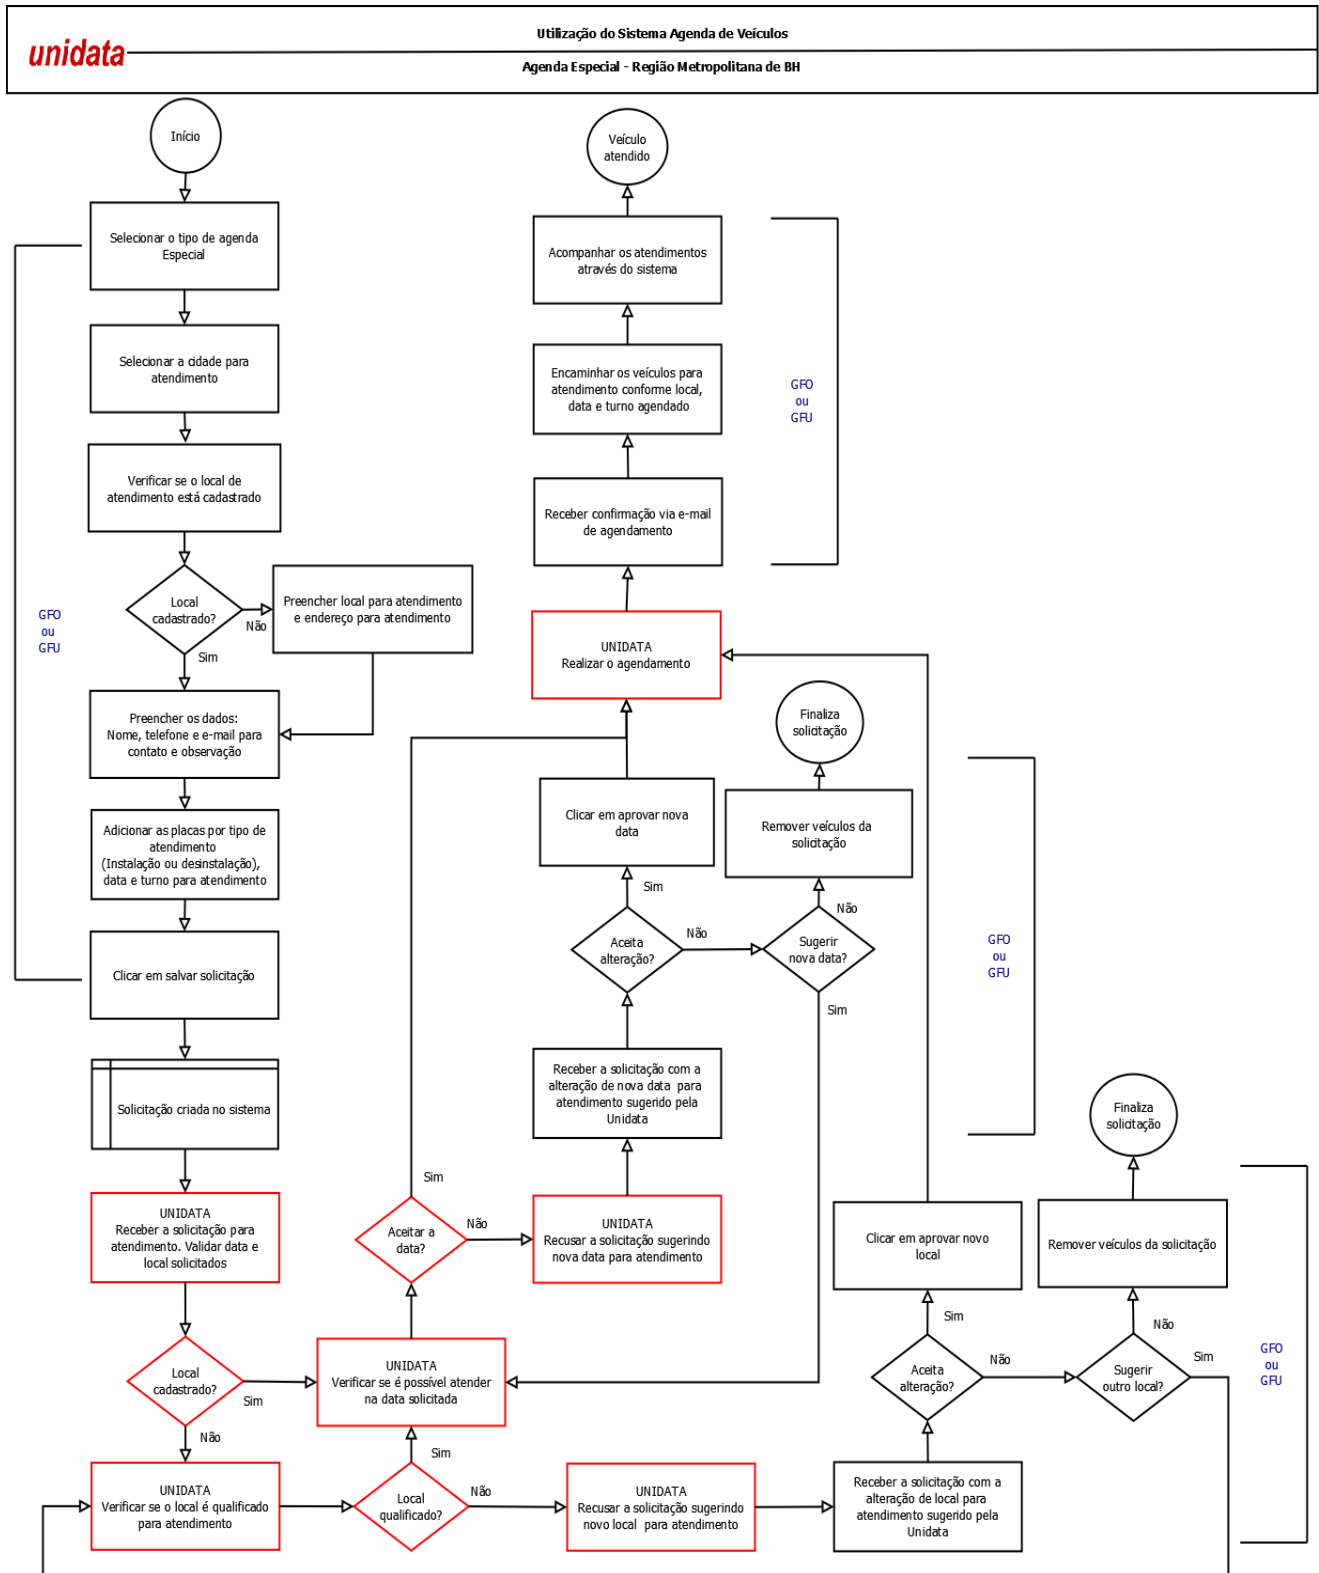 Utilização do Sistema Agenda de Veículos
unidata
Agenda Especial - Região Metropolitana de BH
Início
Selecionar o tipo de agenda
Especial
Selecionar a cidade para
atendimento
Verificar se o local de
atendimento está cadastrado
Local
cadastrado?
Não
Sim
Preencher local para atendimento
e endereço para atendimento
GFO
ou
GFU
Preencher os dados:
Nome, telefone e e-mail para
contato e observação
Adicionar as placas por tipo de
atendimento
(Instalação ou desinstalação),
data e turno para atendimento
Clicar em salvar solicitação
Solicitação criada no sistema
UNIDATA
Receber a solicitação para
atendimento. Validar data e
local solicitados
Local
cadastrado?
Sim
Não
UNIDATA
Verificar se o local é qualificado
para atendimento
Local
qualificado?
Sim
Não
UNIDATA
Verificar se é possível atender
na data solicitada
Aceitar a
data?
Sim
Não
UNIDATA
Recusar a solicitação sugerindo
nova data para atendimento
Receber a solicitação com a
alteração de nova data para
atendimento sugerido pela
Unidata
Aceita
alteração?
Sim
Não
Clicar em aprovar nova
data
Sugerir
nova data?
Não
Sim
Remover veículos da
solicitação
Finaliza
solicitação
GFO
ou
GFU
UNIDATA
Realizar o agendamento
Receber confirmação via e-mail
de agendamento
Encaminhar os veículos para
atendimento conforme local,
data e turno agendado
Acompanhar os atendimentos
através do sistema
Veículo
atendido
GFO
ou
GFU
UNIDATA
Recusar a solicitação sugerindo
novo local para atendimento
Receber a solicitação com a
alteração de local para
atendimento sugerido pela
Unidata
Aceita
alteração?
Sim
Não
Clicar em aprovar novo
local
Sugerir
outro local?
Não
Sim
Remover veículos da solicitação
Finaliza
solicitação
GFO
ou
GFU